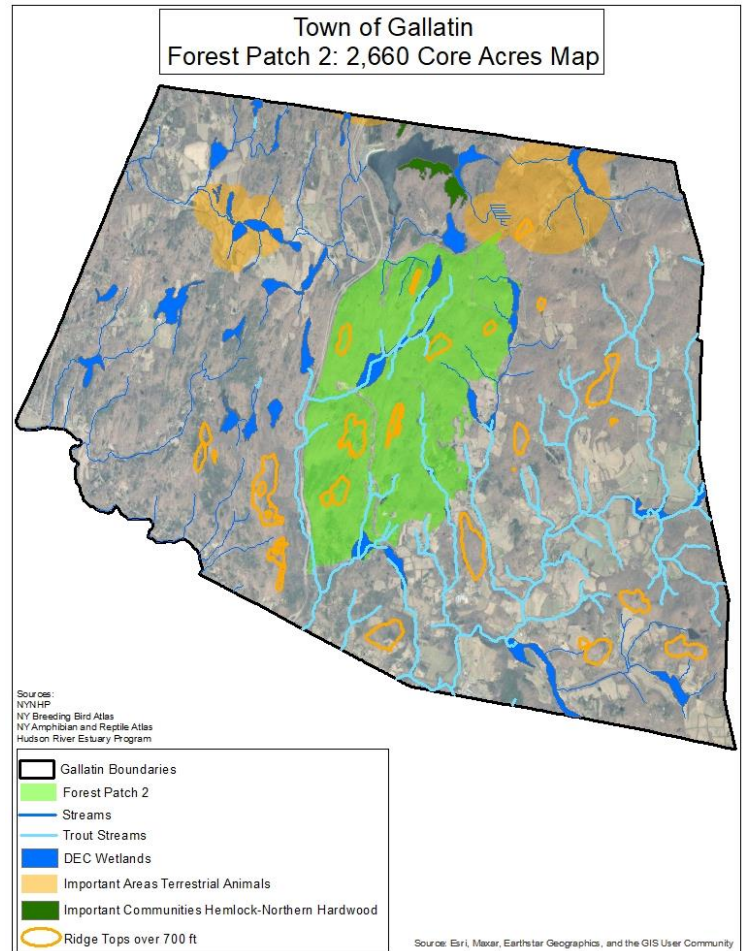 Town of Gallatin
Forest Patch 2: 2,660 Core Acres Map
Sources:
NYNHP
NY Breeding Bird Atlas
NY Amphibian and Reptile Atlas
Hudson River Estuary Program
Gallatin Boundaries
Forest Patch 2
Streams
Trout Streams
DEC Wetlands
Important Areas Terrestrial Animals
Important Communities Hemlock-Northern Hardwood
Ridge Tops over 700 ft
Source: Esri, Maxar, Earthstar Geographics, and the GIS User Community